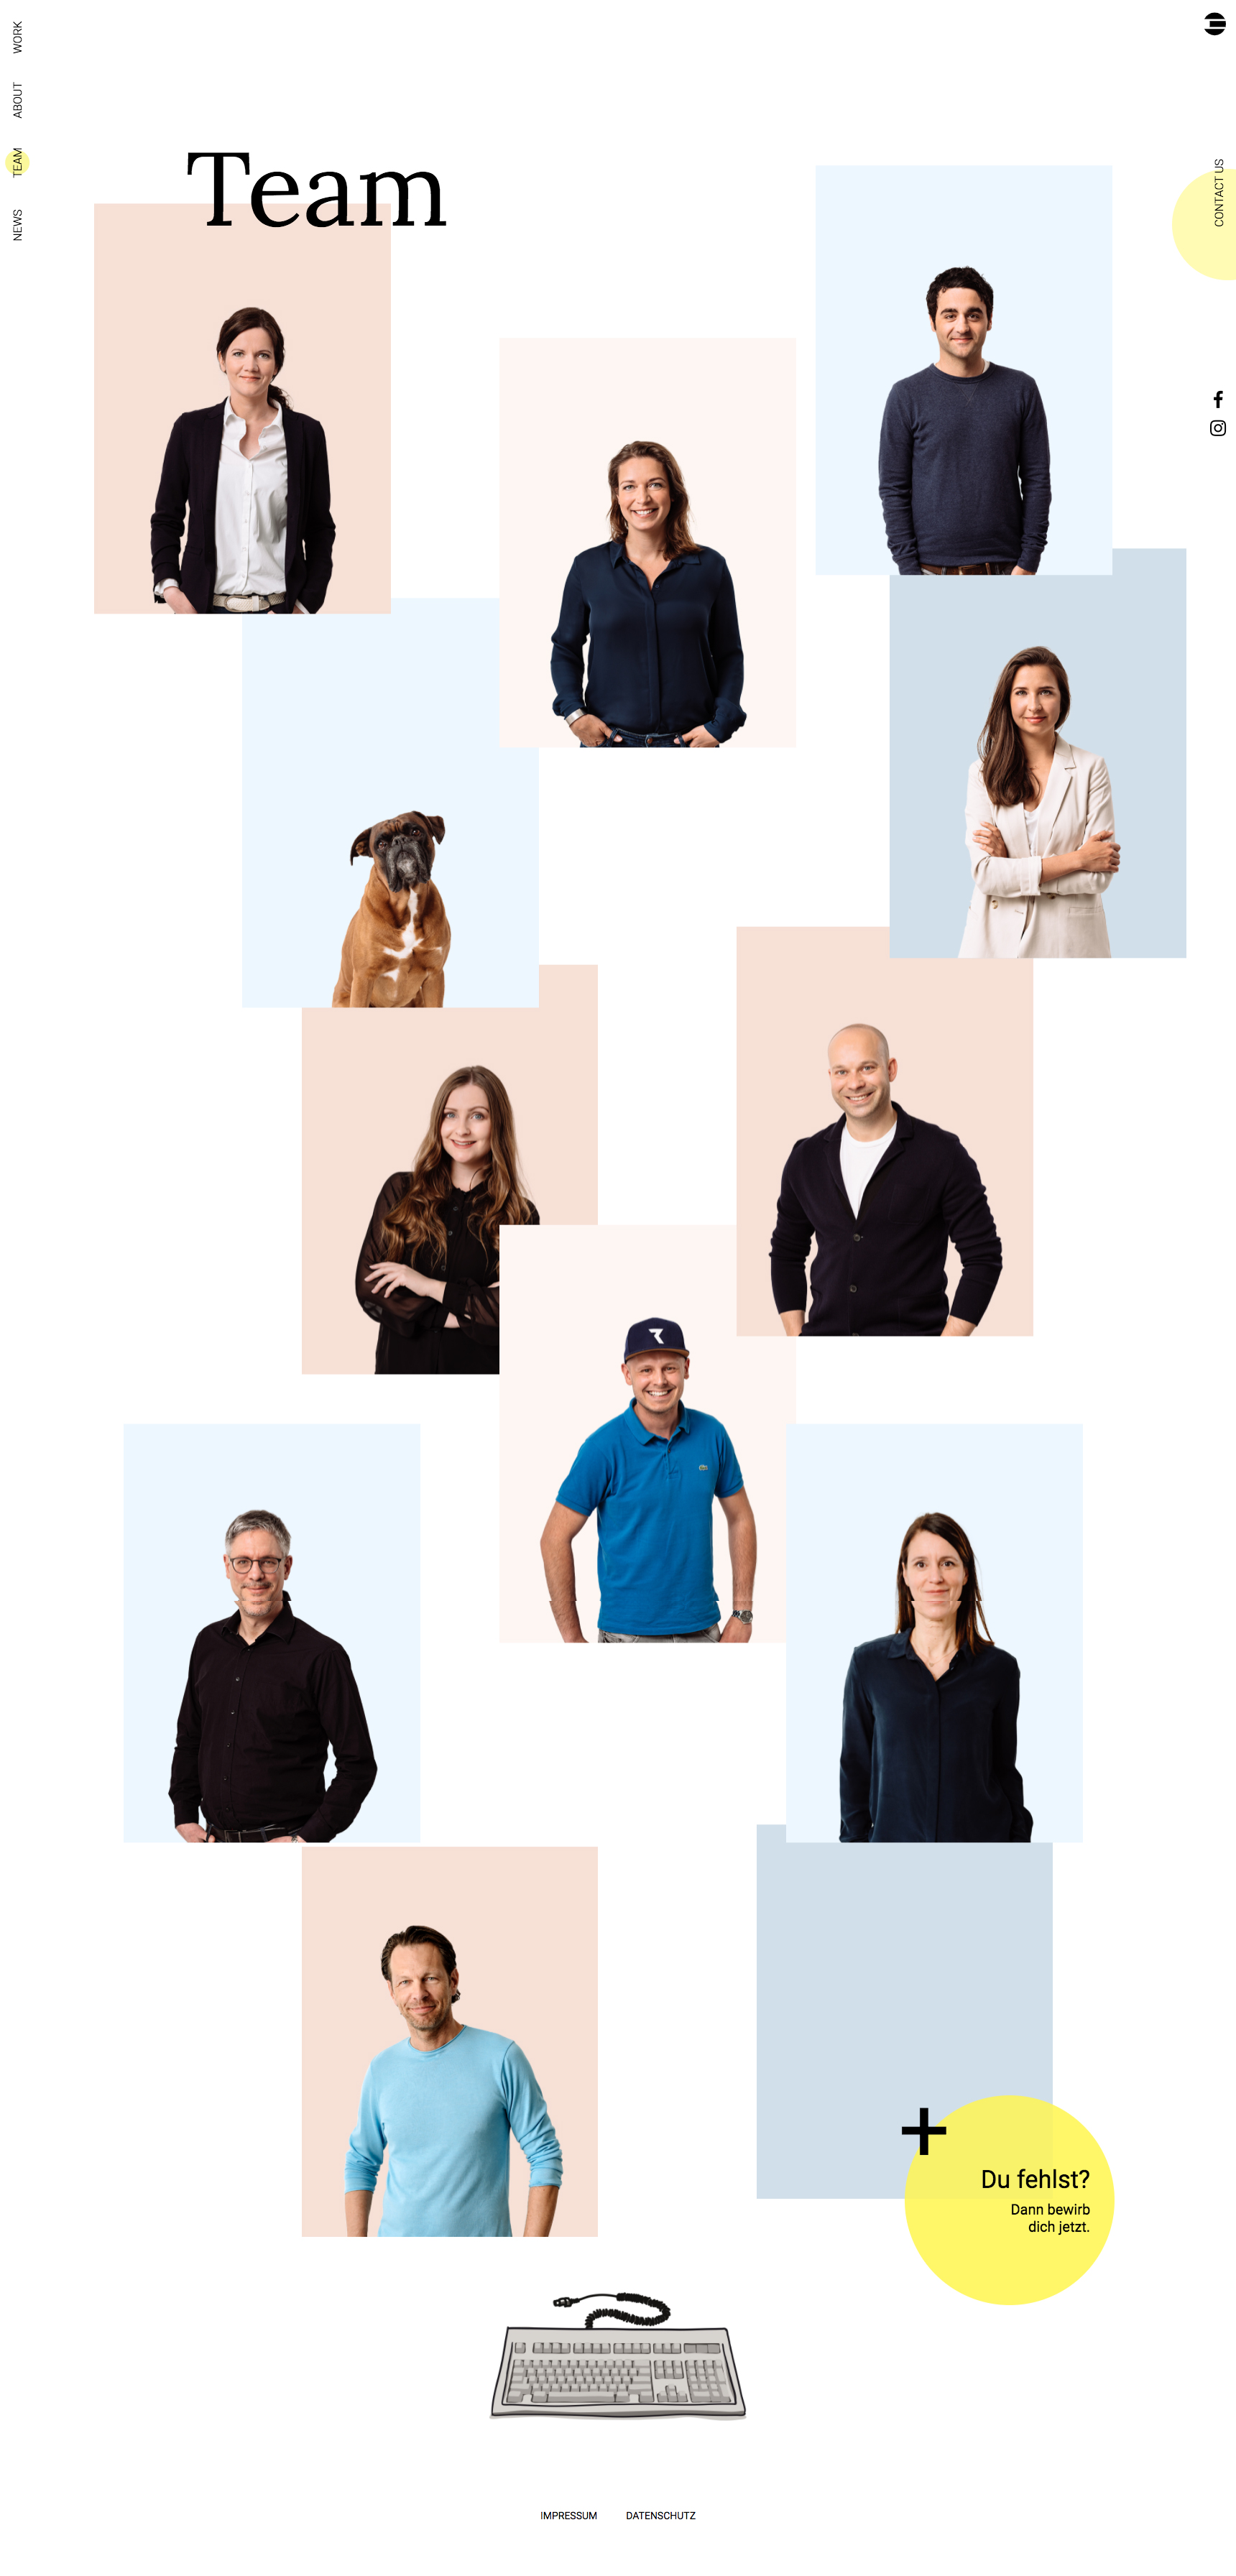 WORK
ABOUT
TEAM
NEWS
Team
CONTACT US
Du fehlst?
Dann bewirb
dich jetzt.
IMPRESSUM
DATENSCHUTZ